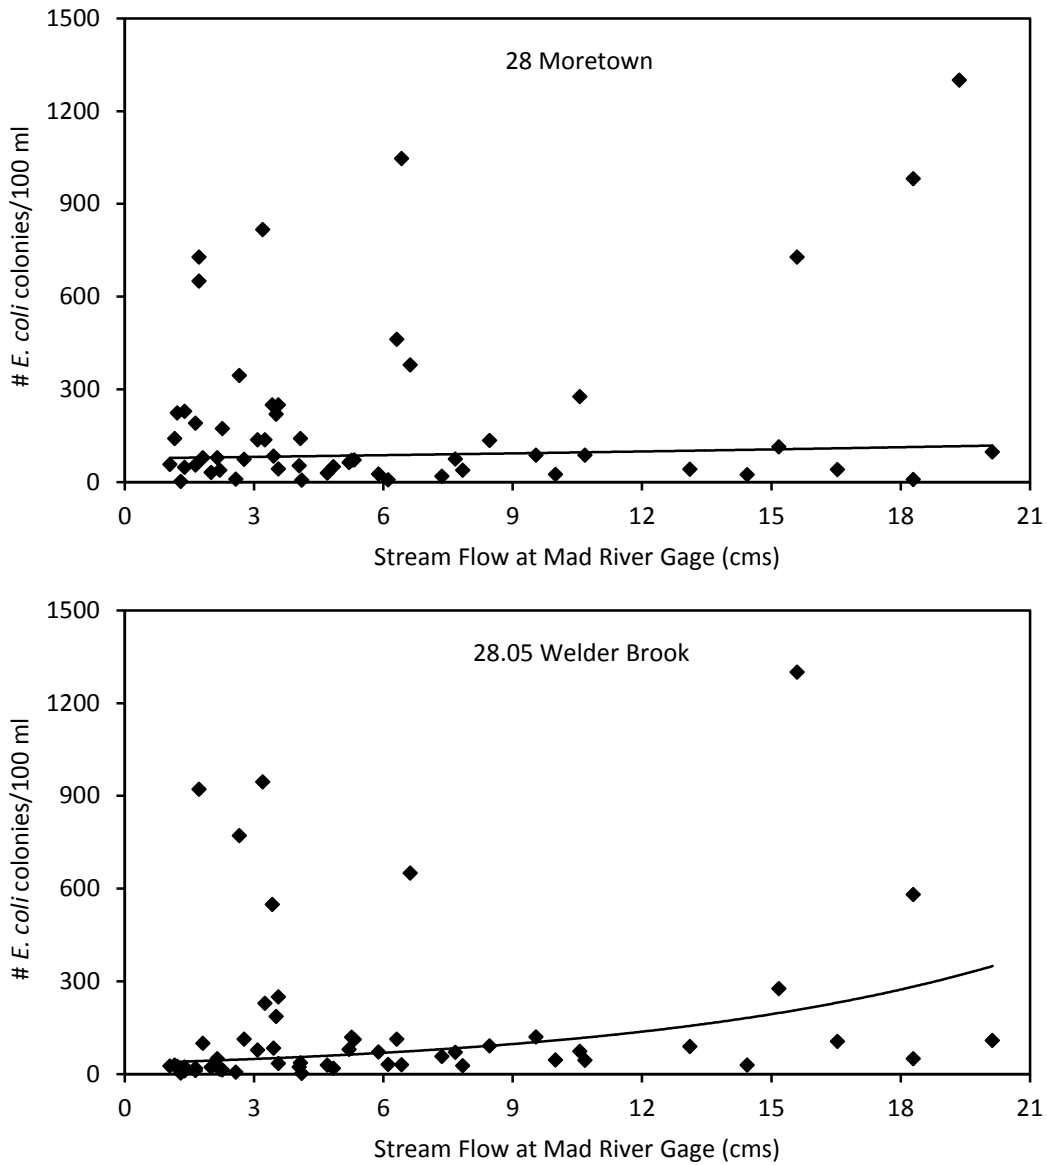 1500
28 Moretown
1200
900
600
300
0
# E. coli colonies/100 ml
0 3 6 9 12 15 18 21
Stream Flow at Mad River Gage (cms)
1500
28.05 Welder Brook
1200
900
600
300
0
# E. coli colonies/100 ml
0 3 6 9 12 15 18 21
Stream Flow at Mad River Gage (cms)